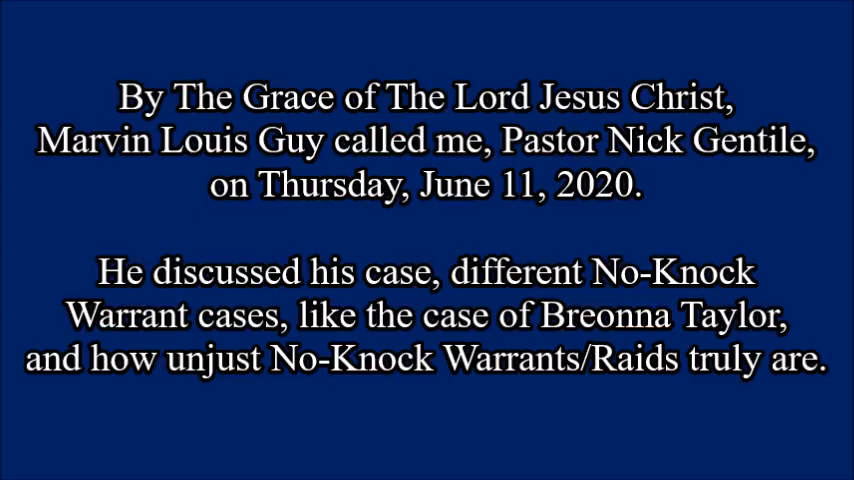 By The Grace of The Lord Jesus Christ,
Marvin Louis Guy called me, Pastor Nick Gentile,
on Thursday, June 11, 2020.
He discussed his case, different No-Knock
Warrant cases, like the case of Breonna Taylor,
and how unjust No-Knock Warrants/Raids truly are.